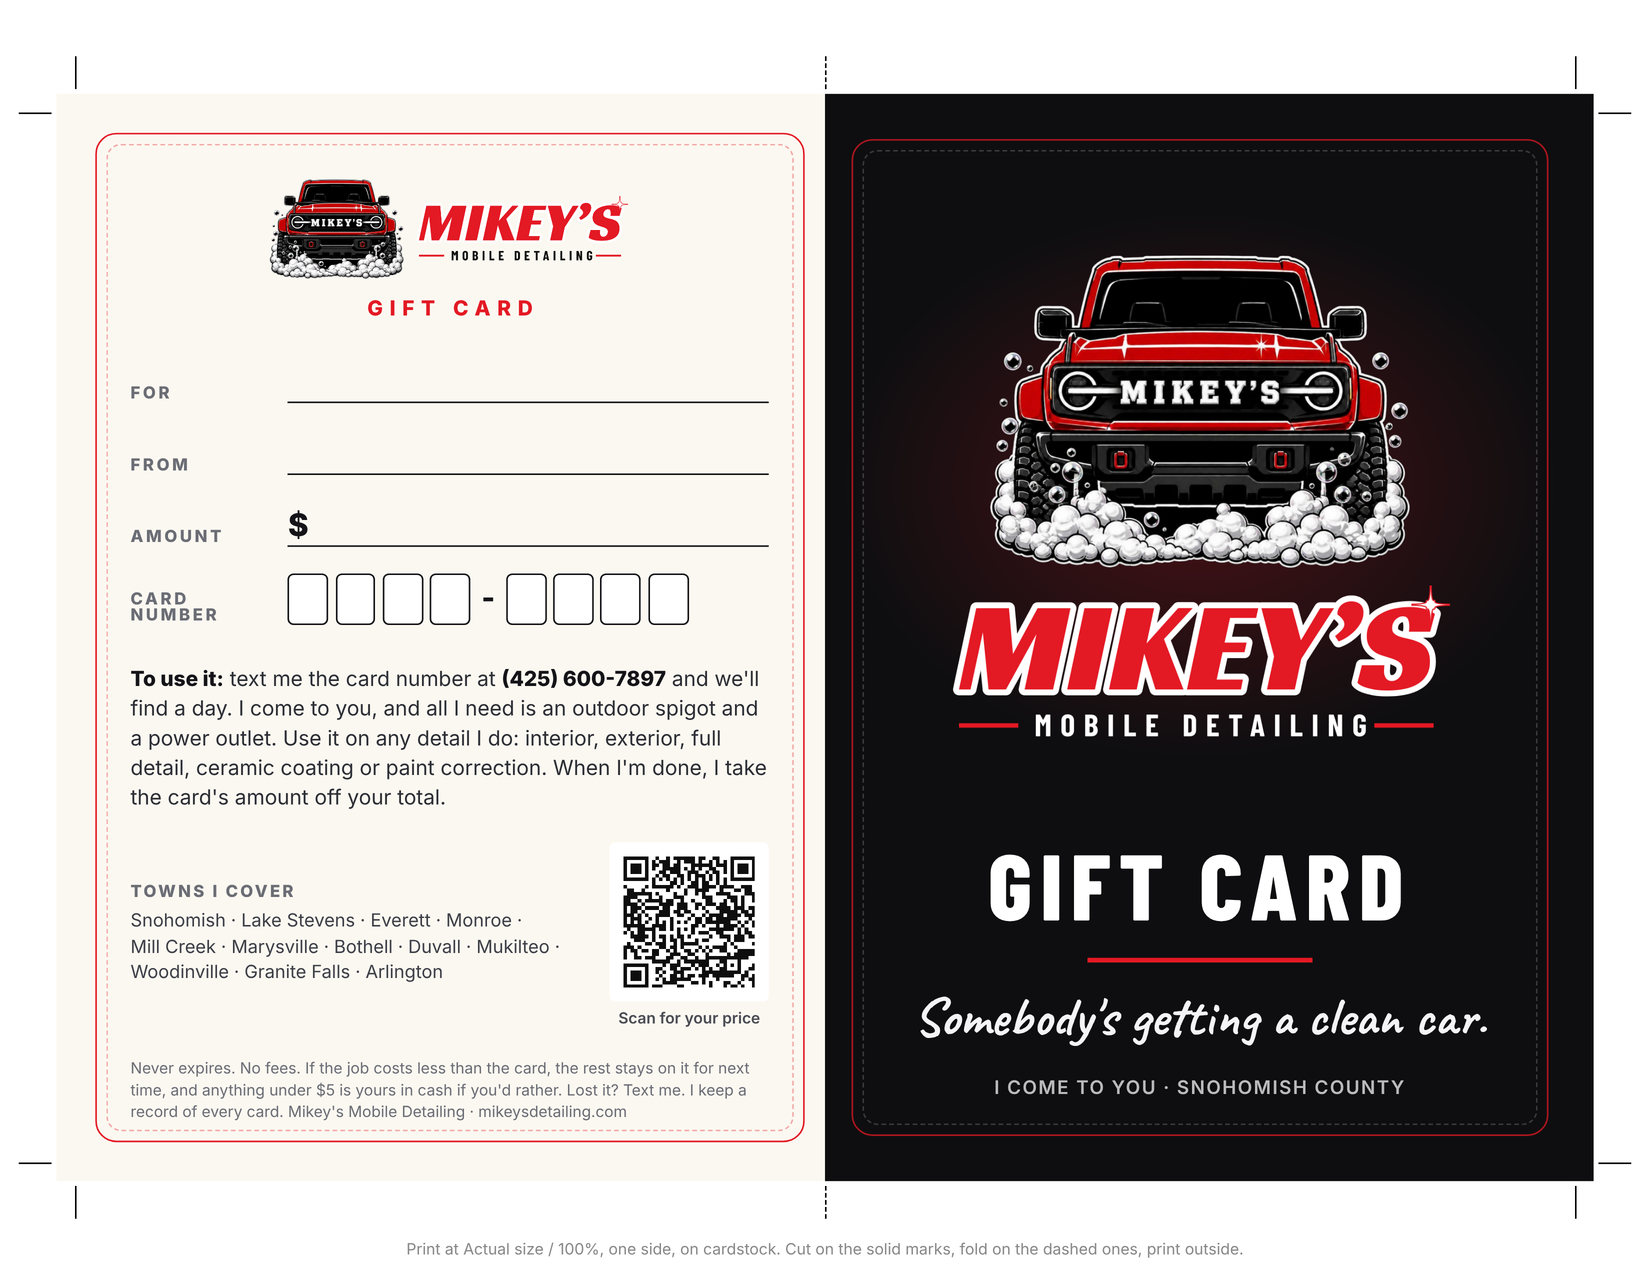 MIKEY'S
MIKEY'S
MOBILE DETAILING
GIFT CARD
FOR
FROM
AMOUNT $
CARD NUMBER -
To use it: text me the card number at (425) 600-7897 and we'll
find a day. I come to you, and all I need is an outdoor spigot and
a power outlet. Use it on any detail I do: interior, exterior, full
detail, ceramic coating or paint correction. When I'm done, I take
the card's amount off your total.
TOWNS I COVER
Snohomish · Lake Stevens · Everett · Monroe ·
Mill Creek · Marysville · Bothell · Duvall · Mukilteo ·
Woodinville · Granite Falls · Arlington
Scan for your price
Never expires. No fees. If the job costs less than the card, the rest stays on it for next
time, and anything under $5 is yours in cash if you'd rather. Lost it? Text me. I keep a
record of every card. Mikey's Mobile Detailing · mikeysdetailing.com
MIKEY'S
MIKEY'S
MOBILE DETAILING
GIFT CARD
Somebody's getting a clean car.
I COME TO YOU · SNOHOMISH COUNTY
Print at Actual size / 100%, one side, on cardstock. Cut on the solid marks, fold on the dashed ones, print outside.